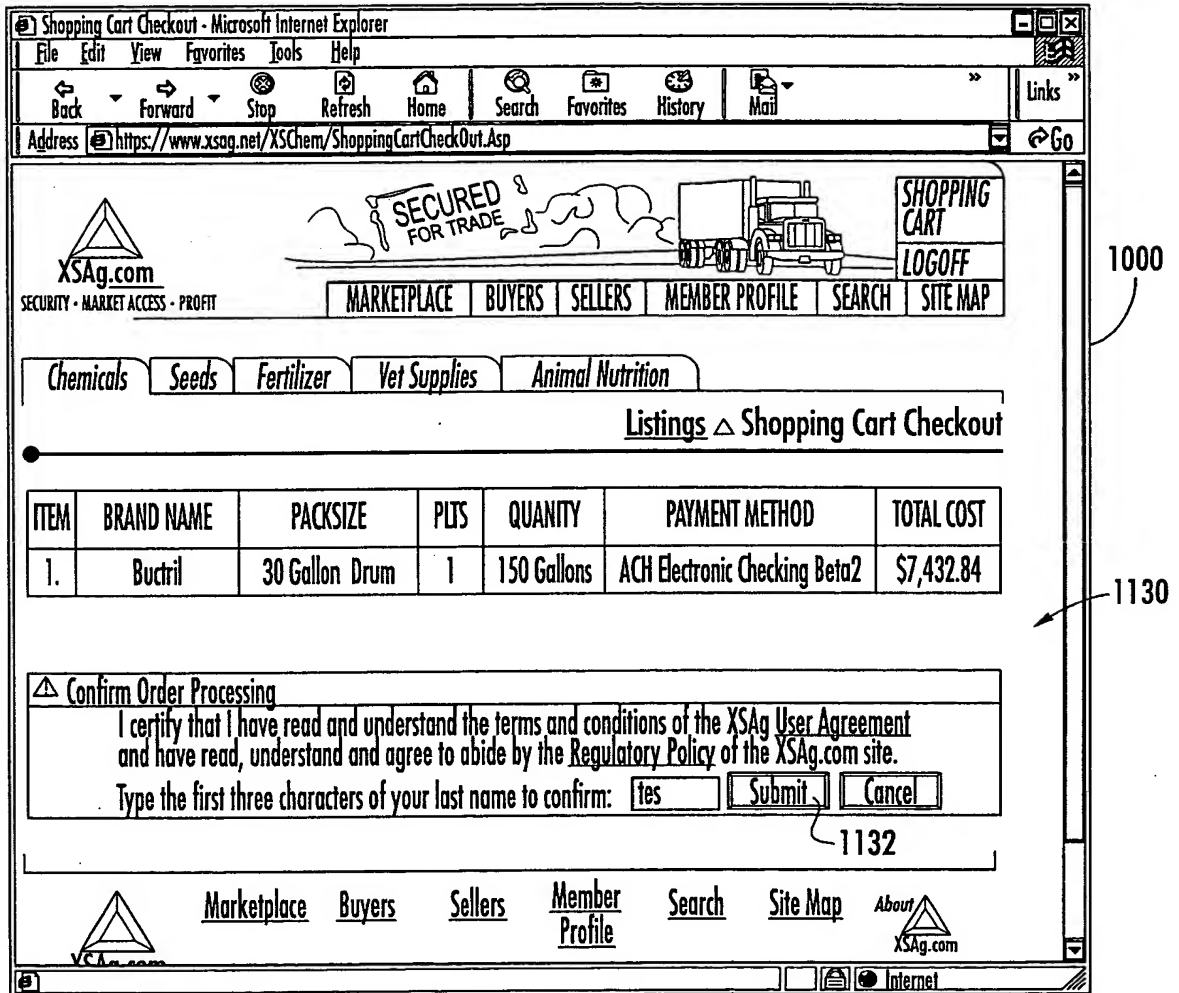 Shopping Cart Checkout - Microsoft Internet Explorer
File Edit View Favorites Tools Help
Back Forward Stop Refresh Home Search Favorites History Mail » Links »
Address https://www.xsag.net/XSChem/ShoppingCartCheckOut.Asp Go
SECURED
FOR TRADE
SHOPPING
CART
LOGOFF
XSAg.com
SECURITY • MARKET ACCESS • PROFIT
MARKETPLACE BUYERS SELLERS MEMBER PROFILE SEARCH SITE MAP
1000
Chemicals Seeds Fertilizer Vet Supplies Animal Nutrition
Listings △ Shopping Cart Checkout
ITEM BRAND NAME PACKSIZE PLTS QUANITY PAYMENT METHOD TOTAL COST
1. Buctril 30 Gallon Drum 1 150 Gallons ACH Electronic Checking Beta2 $7,432.84
1130
Confirm Order Processing
I certify that I have read and understand the terms and conditions of the XSAg User Agreement
and have read, understand and agree to abide by the Regulatory Policy of the XSAg.com site.
Type the first three characters of your last name to confirm: tes Submit Cancel
1132
Marketplace Buyers Sellers Member Profile Search Site Map About
XSAg.com
XSAg.com
Internet